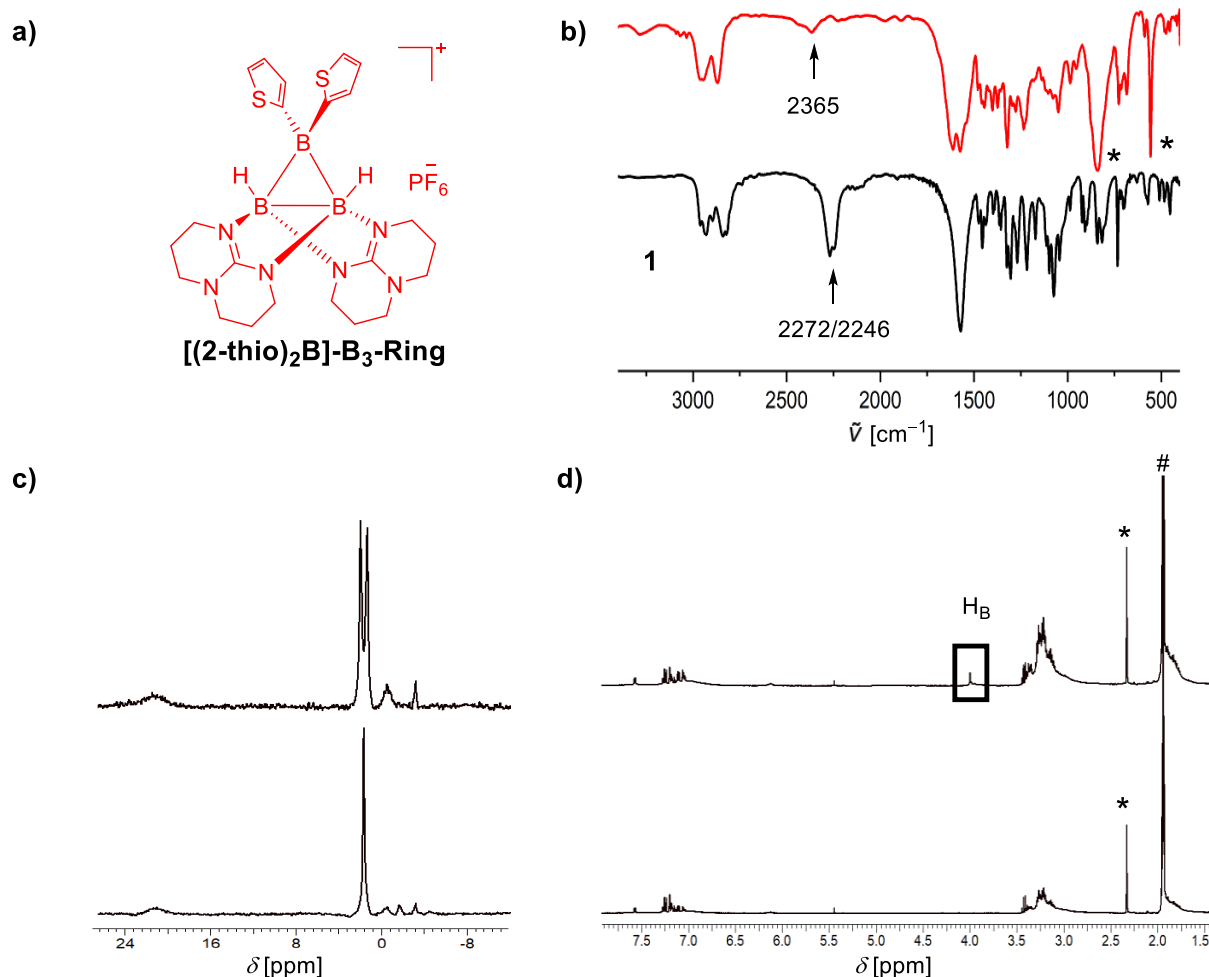 a)
S S
+
B
H H
B B
PF₆⁻
N N
N N
N N
[(2-thio)₂B]-B₃-Ring
b)
2365
* *
1
2272/2246
3000 2500 2000 1500 1000 500
ṽ [cm⁻¹]
c)
24 16 8 0 -8
δ [ppm]
d)
#
*
H_B
*
7.5 7.0 6.5 6.0 5.5 5.0 4.5 4.0 3.5 3.0 2.5 2.0 1.5
δ [ppm]